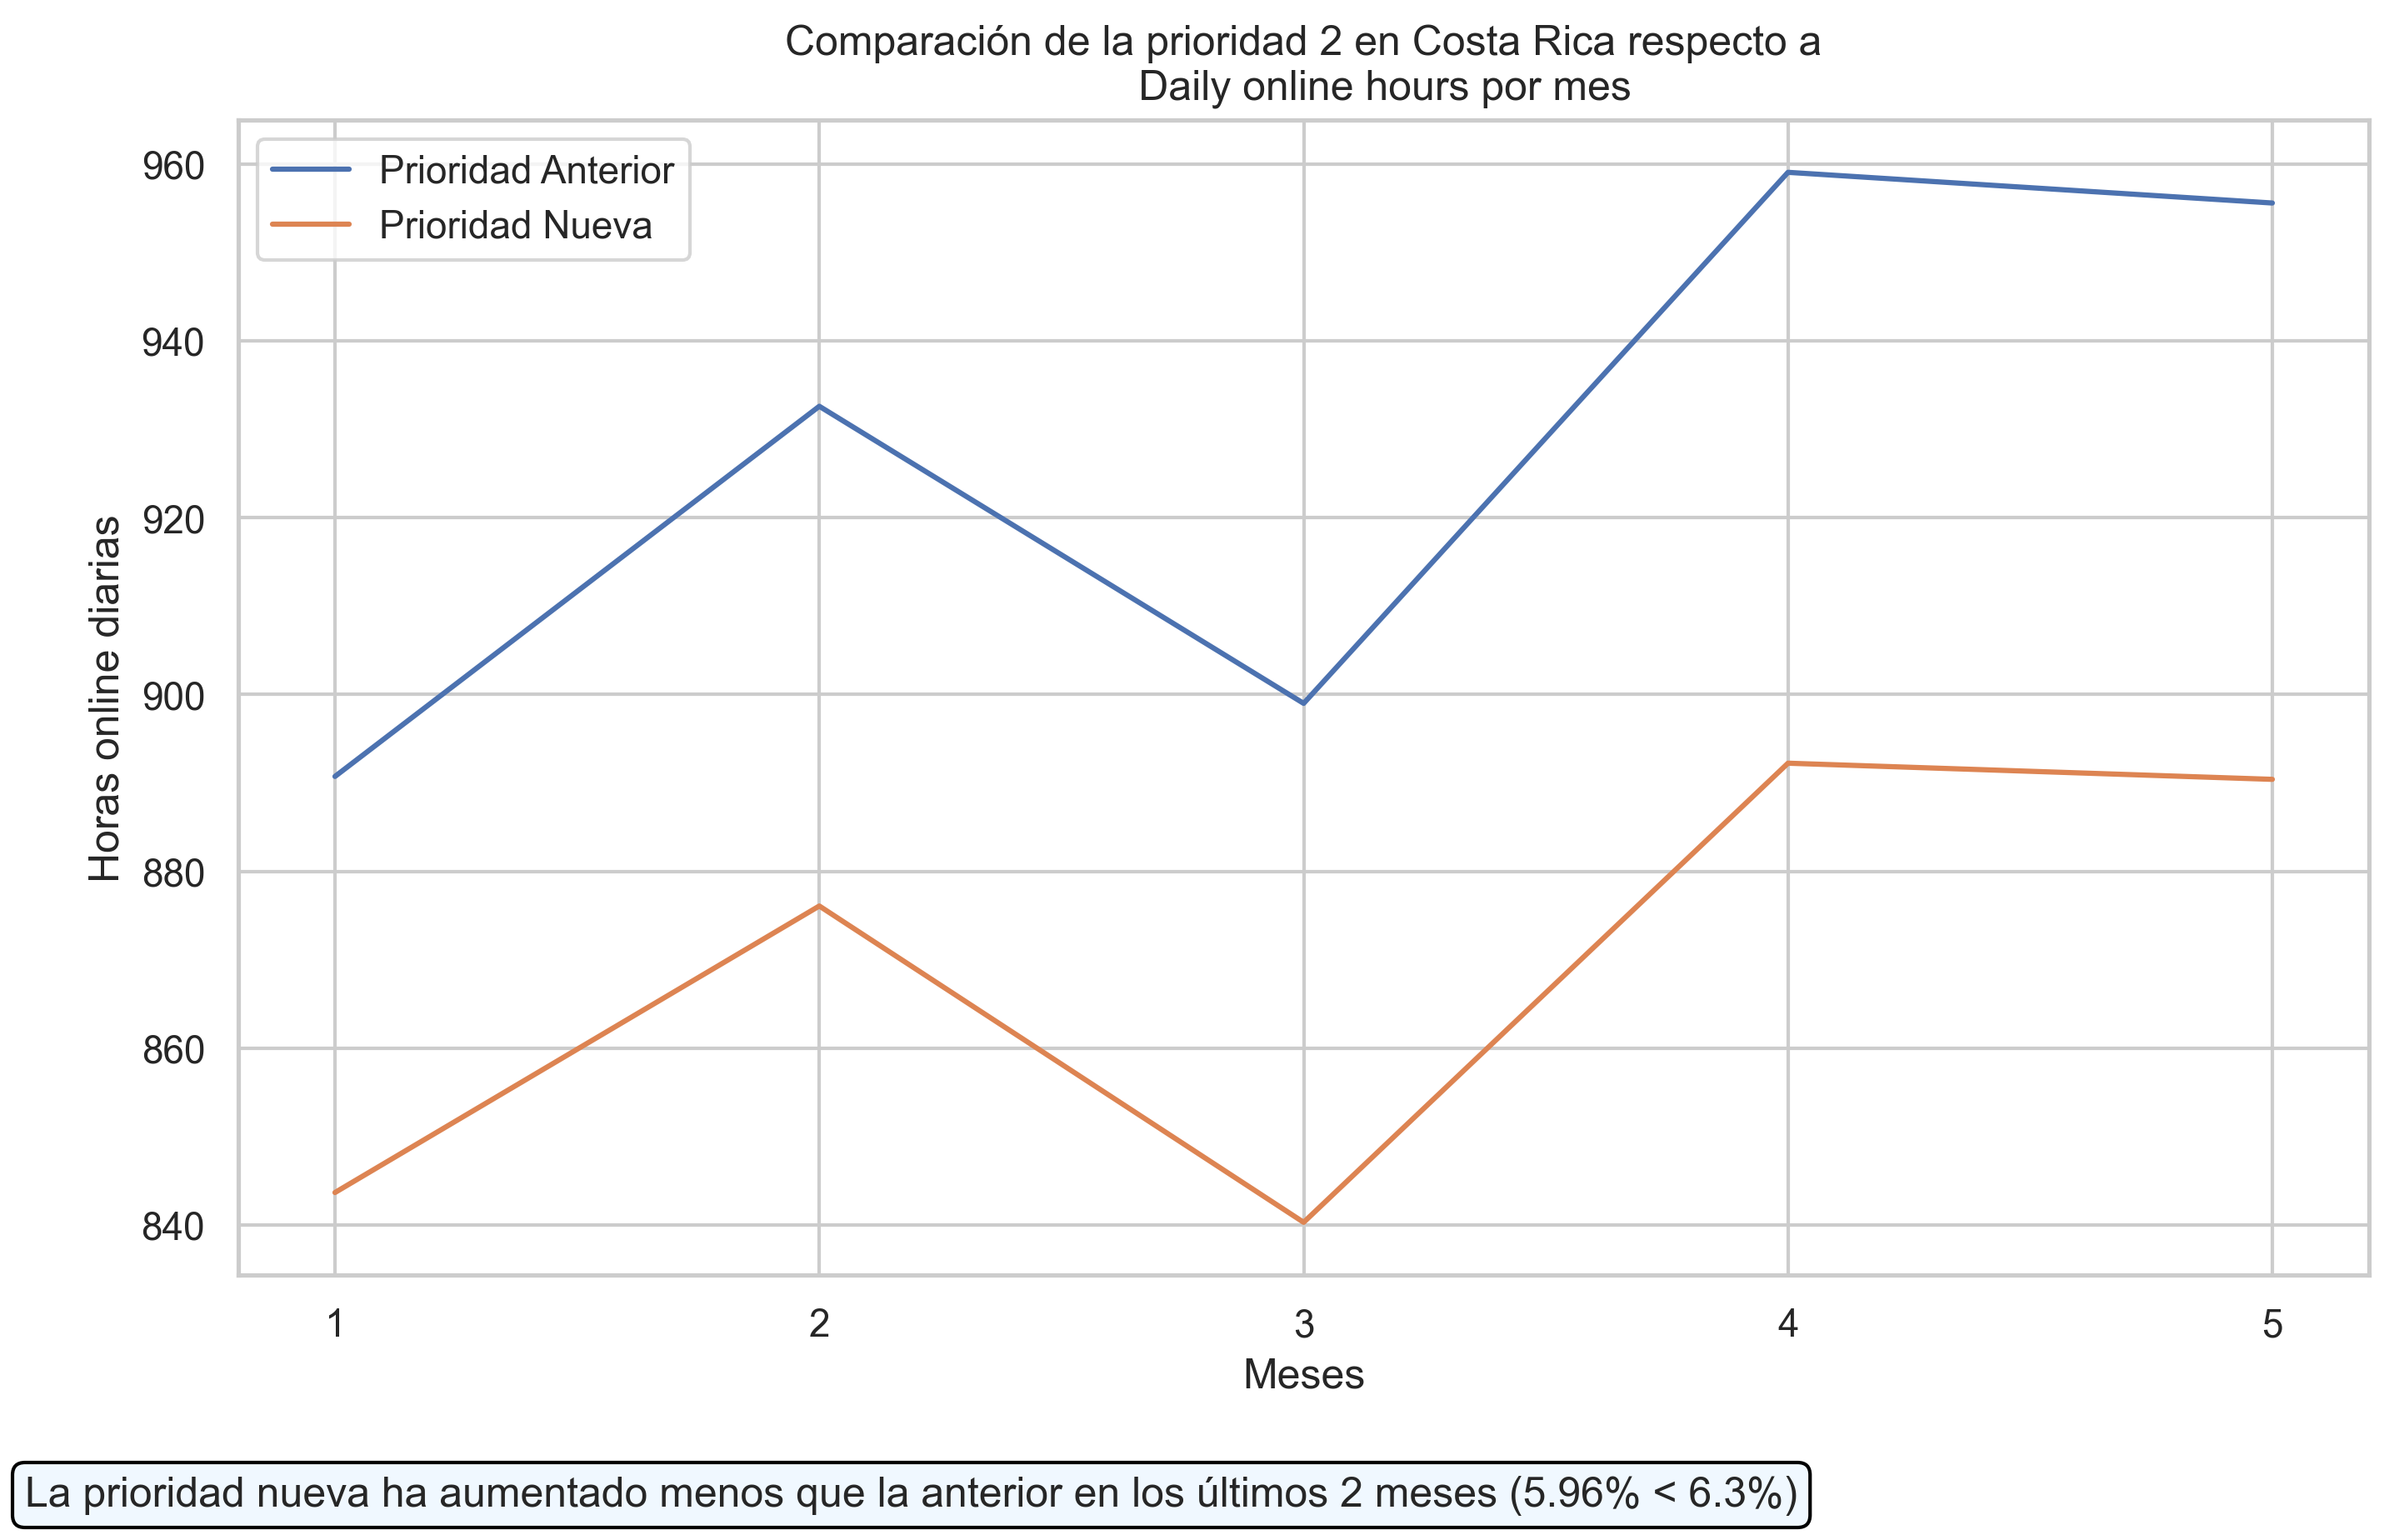 Comparación de la prioridad 2 en Costa Rica respecto a
Daily online hours por mes
Prioridad Anterior
Prioridad Nueva
960
940
920
900
880
860
840
Horas online diarias
1 2 3 4 5
Meses
La prioridad nueva ha aumentado menos que la anterior en los últimos 2 meses (5.96% < 6.3%)